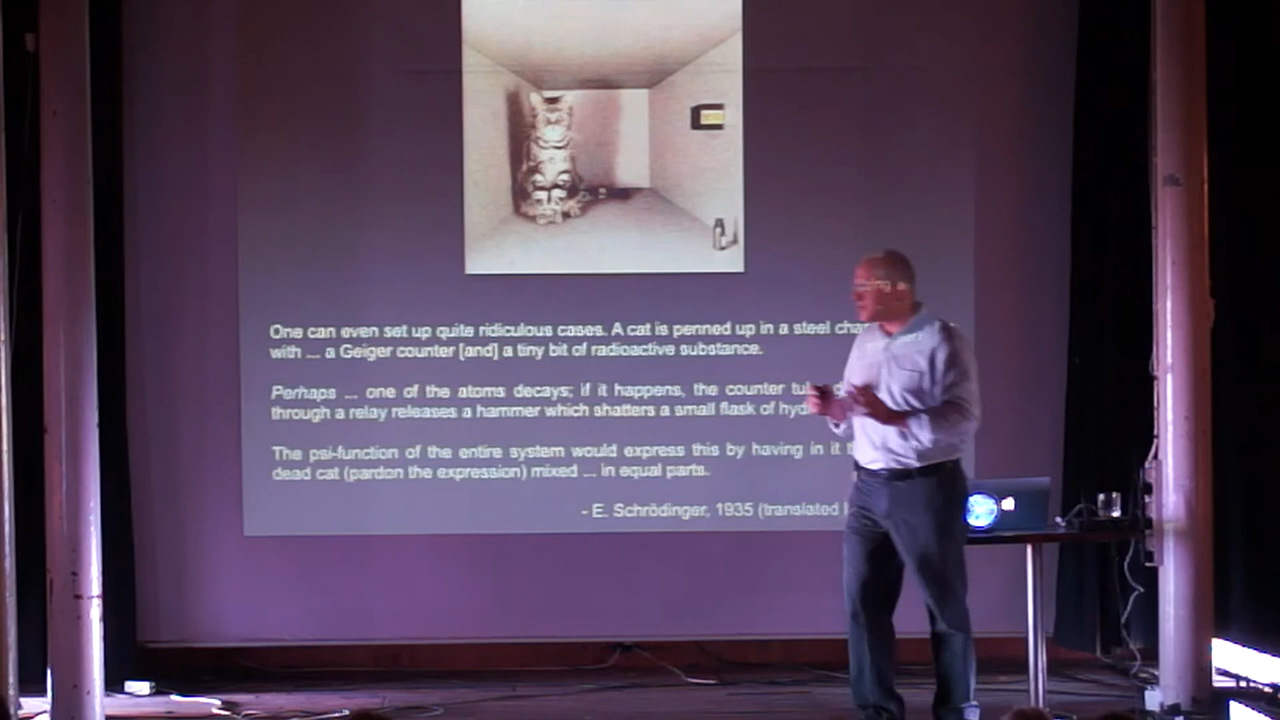 One can even set up quite ridiculous cases. A cat is penned up in a steel
with ... a Geiger counter [and] a tiny bit of radioactive substance.
Perhaps ... one of the atoms decays; if it happens, the counter
through a relay releases a hammer which shatters a small flask of
The psi-function of the entire system would express this by having in it
dead cat (pardon the expression) mixed ... in equal parts.
- E. Schrödinger, 1935 (translated